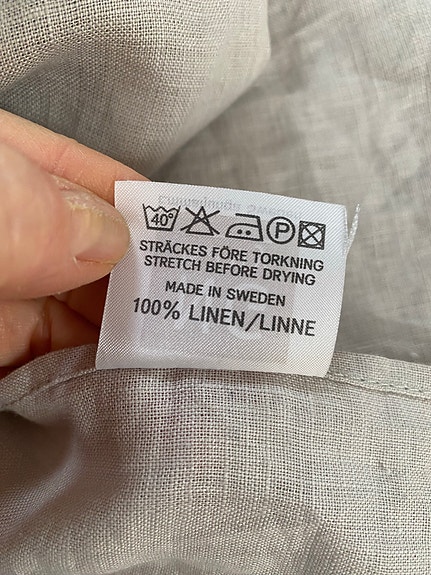 40° P
STRÄCKES FÖRE TORKNING
STRETCH BEFORE DRYING
MADE IN SWEDEN
100% LINEN/LINNE